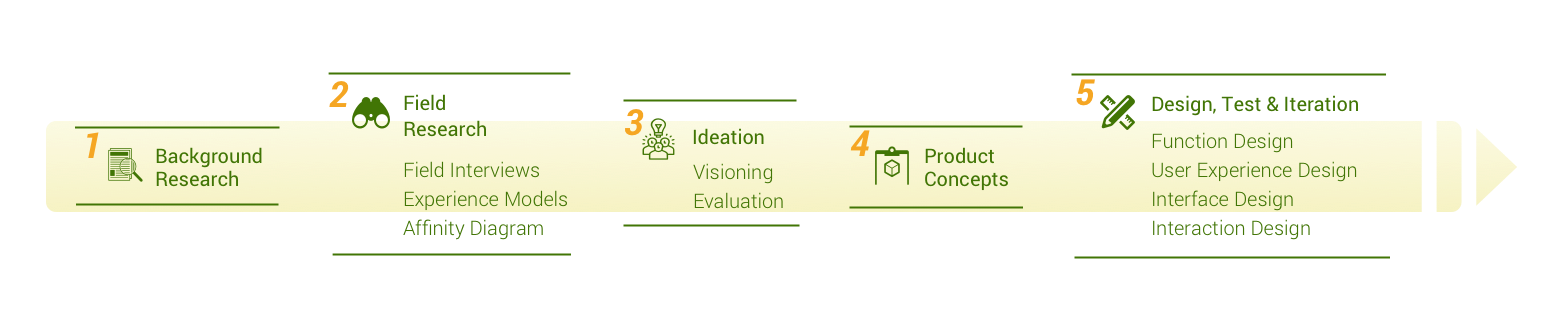 1
Background
Research
2
Field
Research
Field Interviews
Experience Models
Affinity Diagram
3
Ideation
Visioning
Evaluation
4
Product
Concepts
5
Design, Test & Iteration
Function Design
User Experience Design
Interface Design
Interaction Design